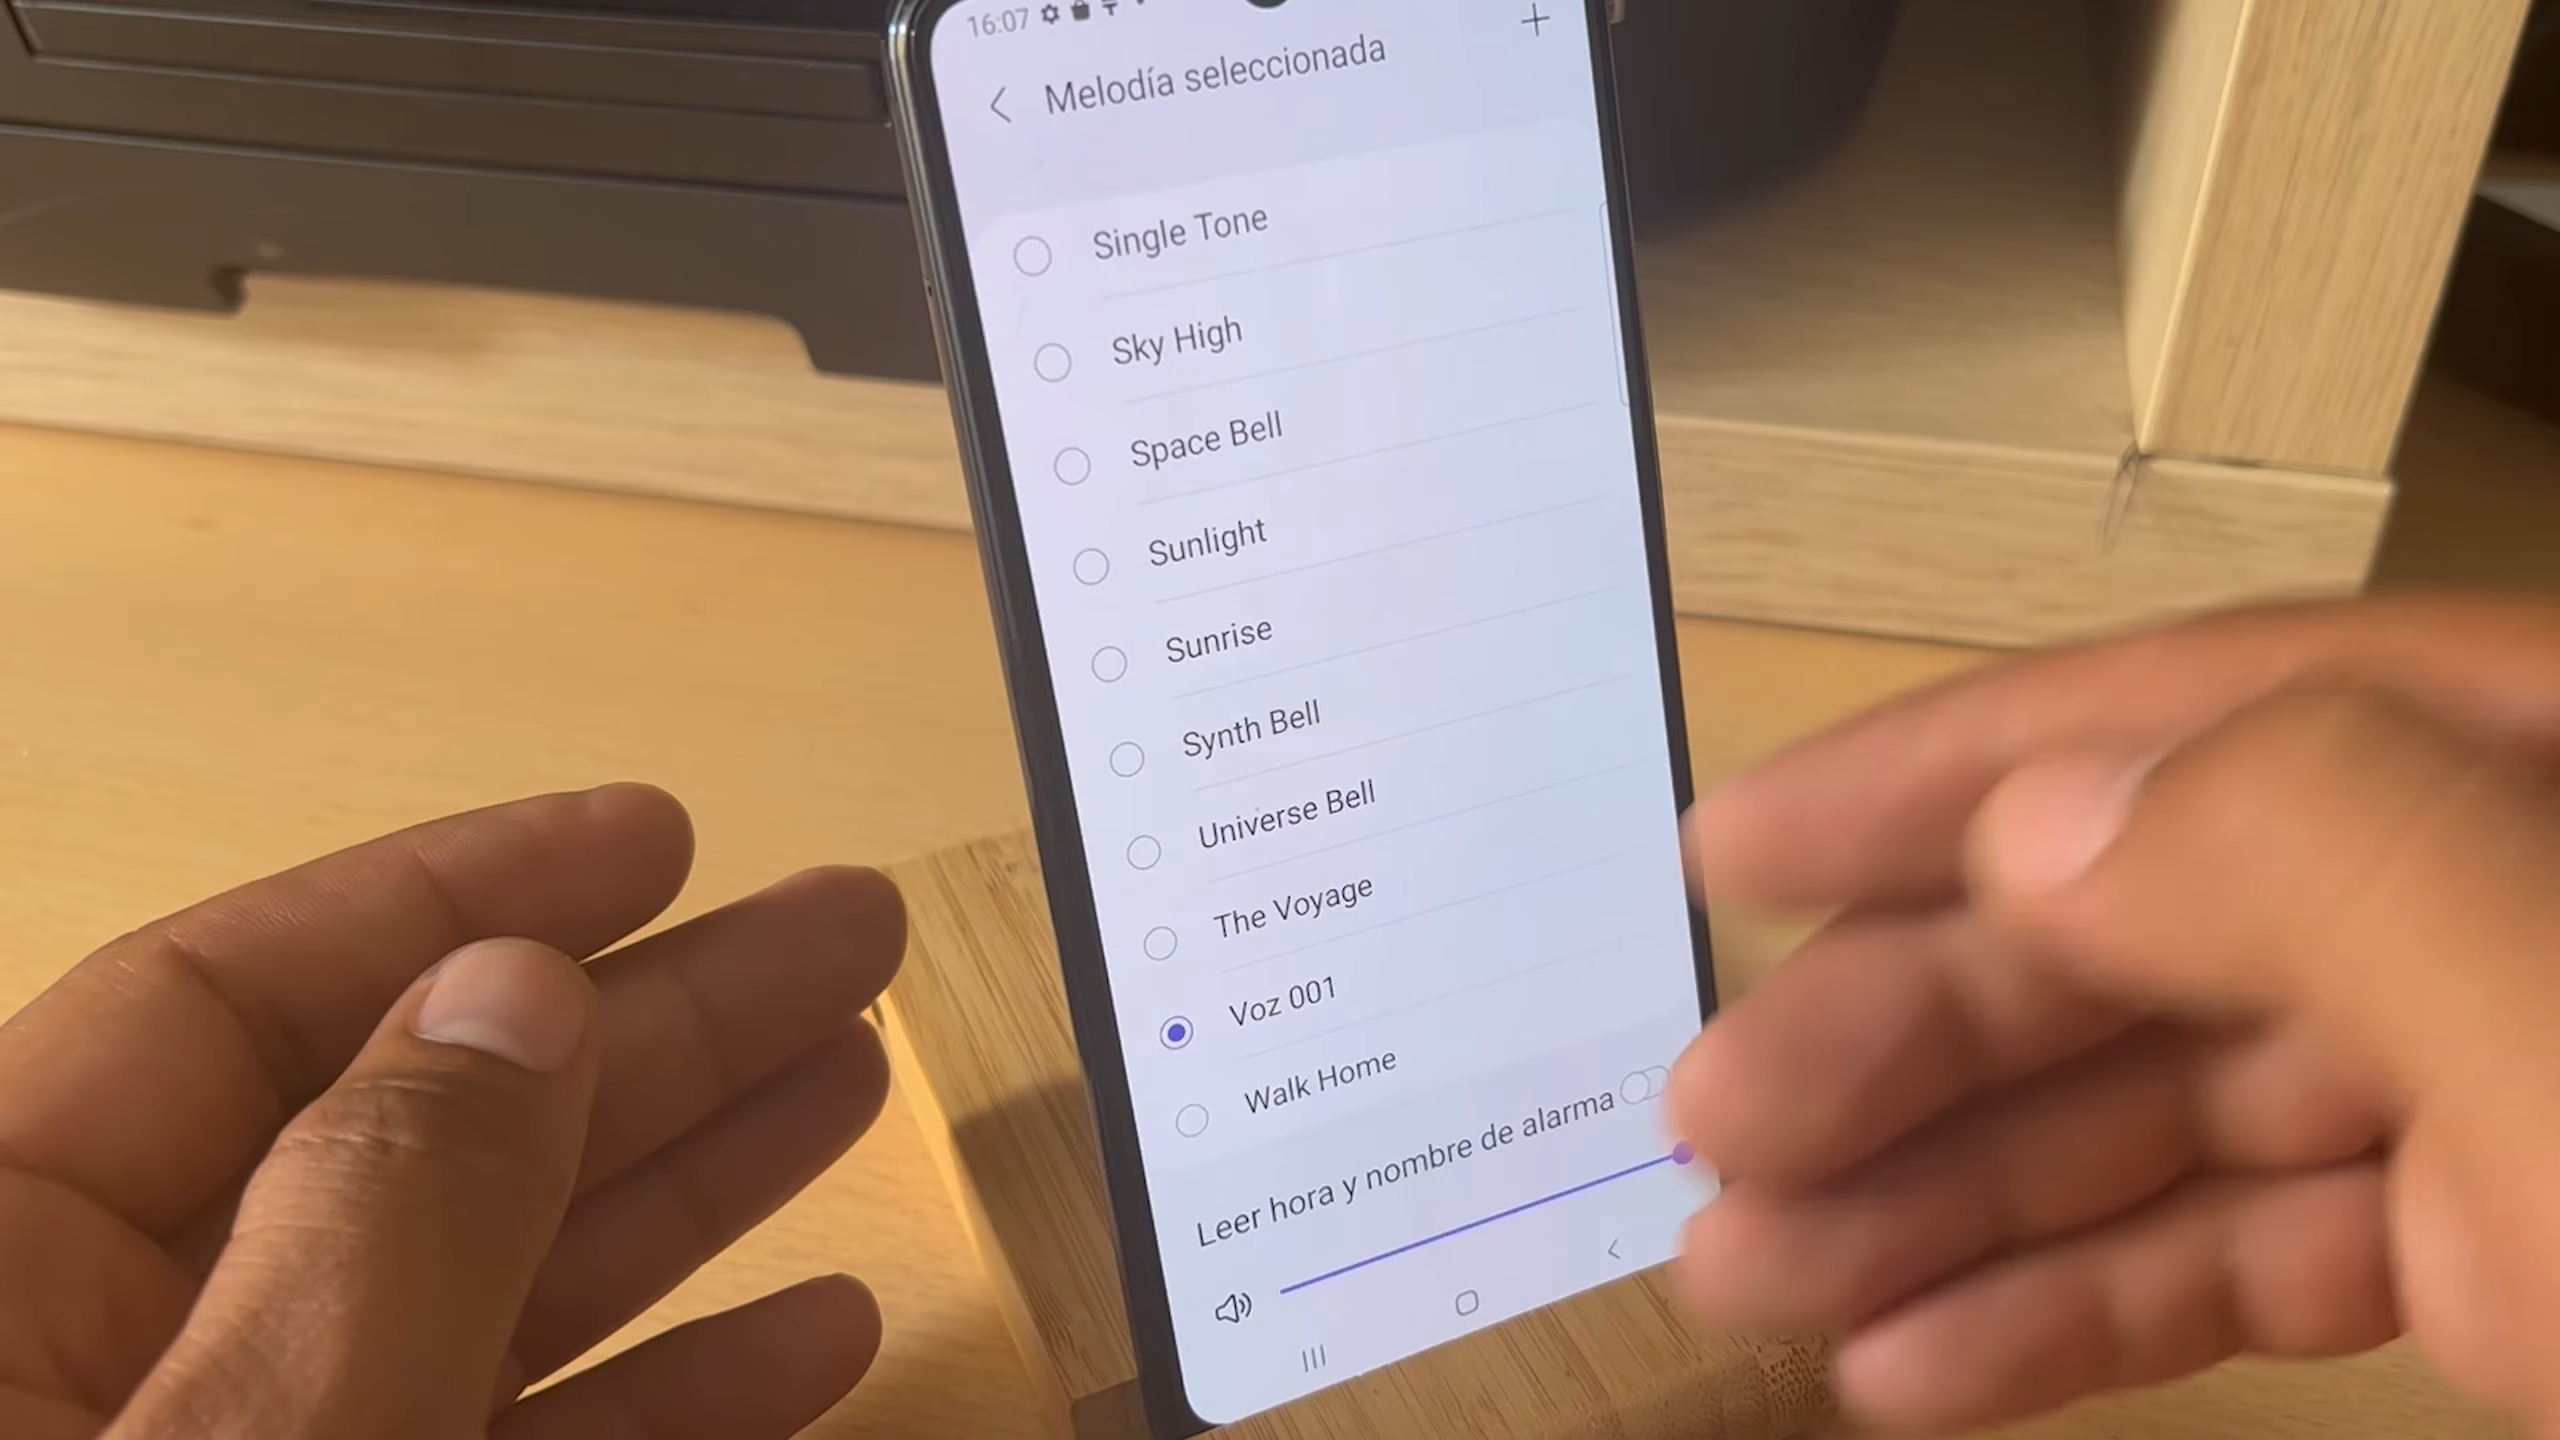 16:07
Melodía seleccionada
Single Tone
Sky High
Space Bell
Sunlight
Sunrise
Synth Bell
Universe Bell
The Voyage
Voz 001
Walk Home
Leer hora y nombre de alarma